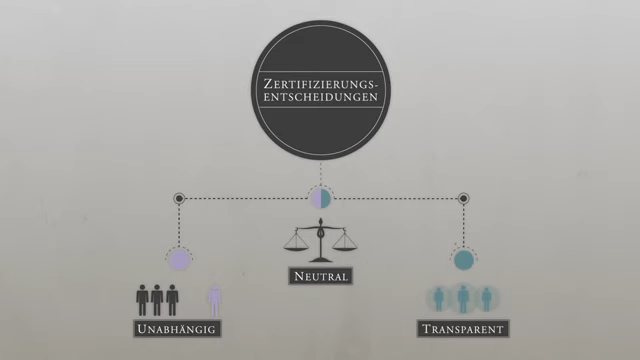 ZERTIFIZIERUNGS-
ENTSCHEIDUNGEN
NEUTRAL
UNABHÄNGIG
TRANSPARENT